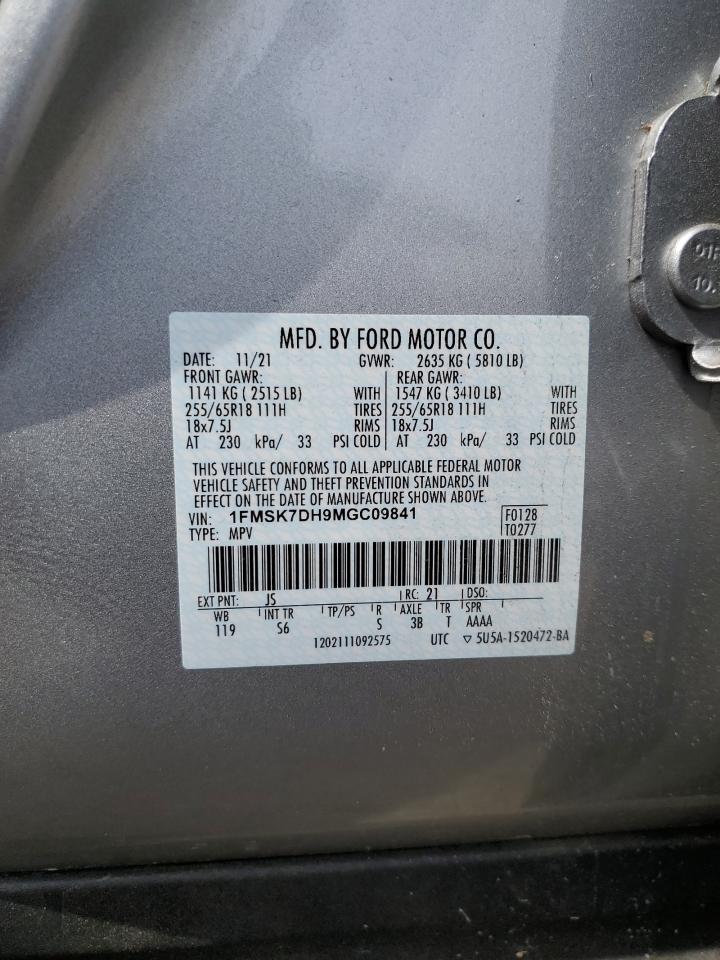 MFD. BY FORD MOTOR CO.
DATE: 11/21 GVWR: 2635 KG ( 5810 LB)
FRONT GAWR: REAR GAWR:
1141 KG ( 2515 LB) WITH 1547 KG ( 3410 LB) WITH
255/65R18 111H TIRES 255/65R18 111H TIRES
18x7.5J RIMS 18x7.5J RIMS
AT 230 kPa/ 33 PSI COLD AT 230 kPa/ 33 PSI COLD
THIS VEHICLE CONFORMS TO ALL APPLICABLE FEDERAL MOTOR
VEHICLE SAFETY AND THEFT PREVENTION STANDARDS IN
EFFECT ON THE DATE OF MANUFACTURE SHOWN ABOVE.
VIN: 1FMSK7DH9MGC09841 F0128
TYPE: MPV T0277
EXT PNT: JS RC: 21 DSO:
WB INT TR TP/PS R AXLE TR SPR
119 S6 S 3B T AAAA
1202111092575 UTC ▽ 5U5A-1520472-BA
10.